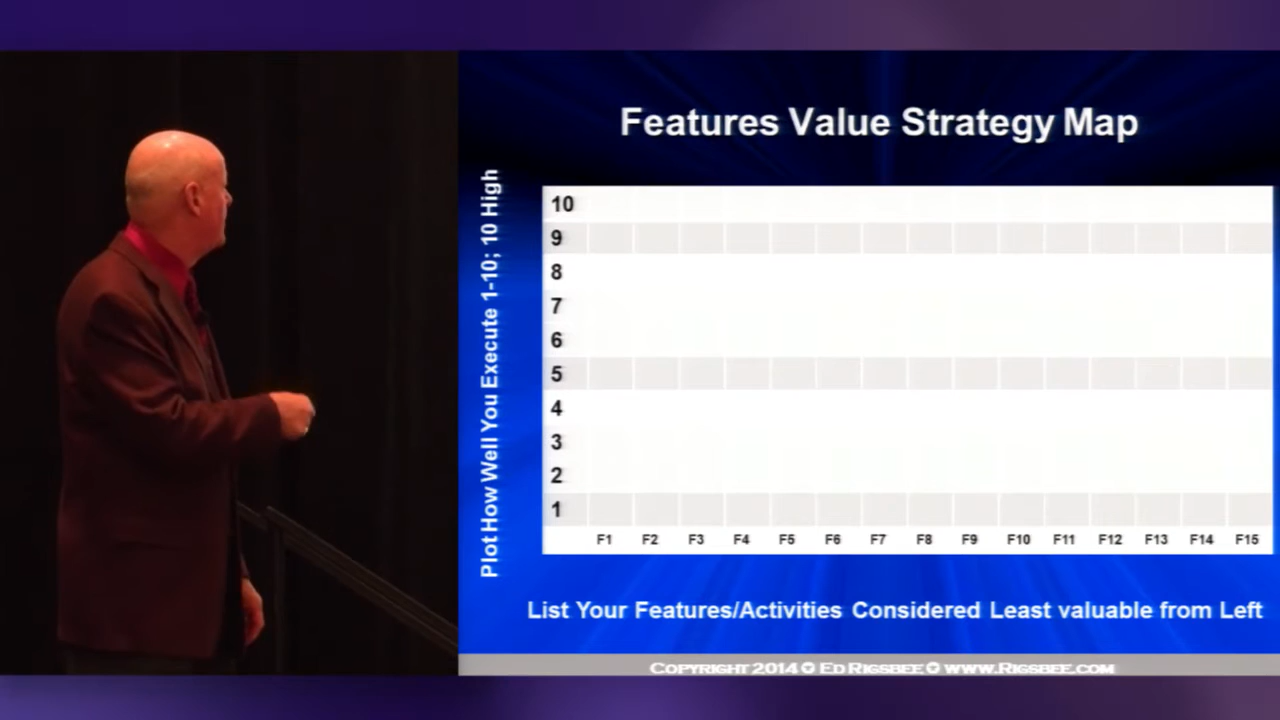 Features Value Strategy Map
Plot How Well You Execute 1-10; 10 High
10
9
8
7
6
5
4
3
2
1
F1 F2 F3 F4 F5 F6 F7 F8 F9 F10 F11 F12 F13 F14 F15
List Your Features/Activities Considered Least valuable from Left
Copyright 2014 © Ed Rigsbee © www.Rigsbee.com